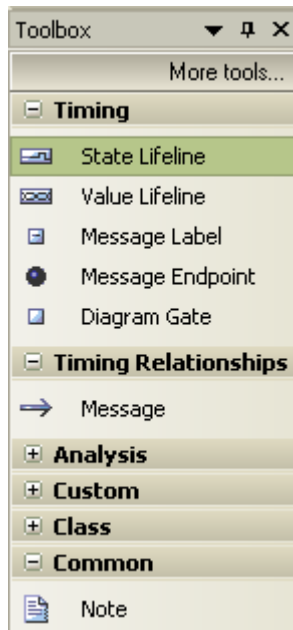 Toolbox
More tools...
Timing
State Lifeline
Value Lifeline
Message Label
Message Endpoint
Diagram Gate
Timing Relationships
Message
Analysis
Custom
Class
Common
Note